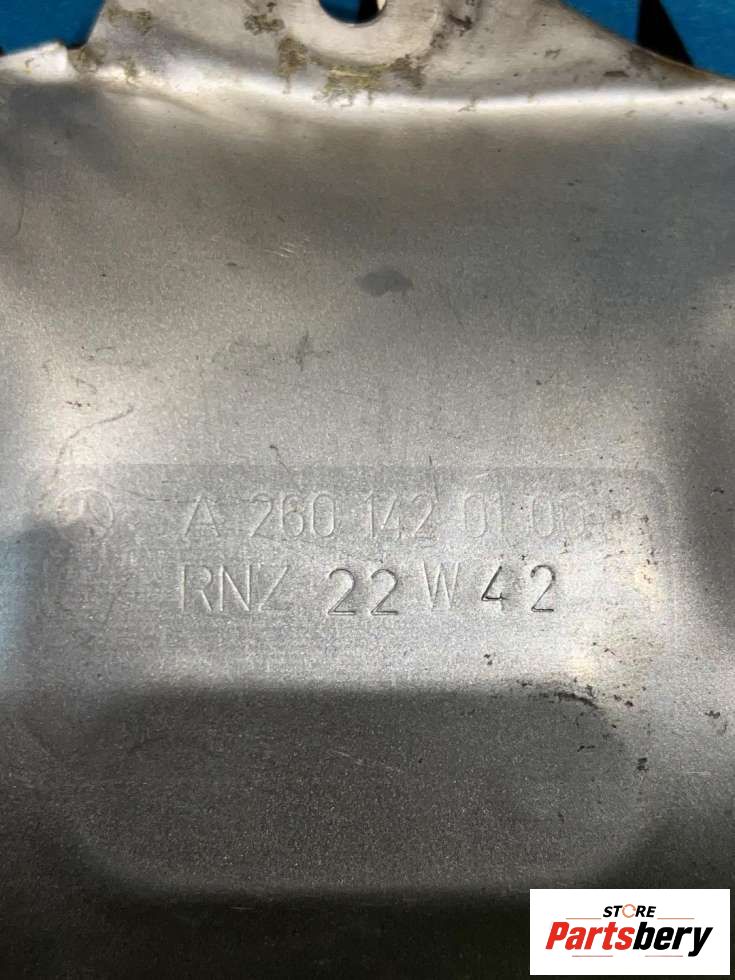 A 260 142 01 00
RNZ 22 W 42
STORE
Partsbery